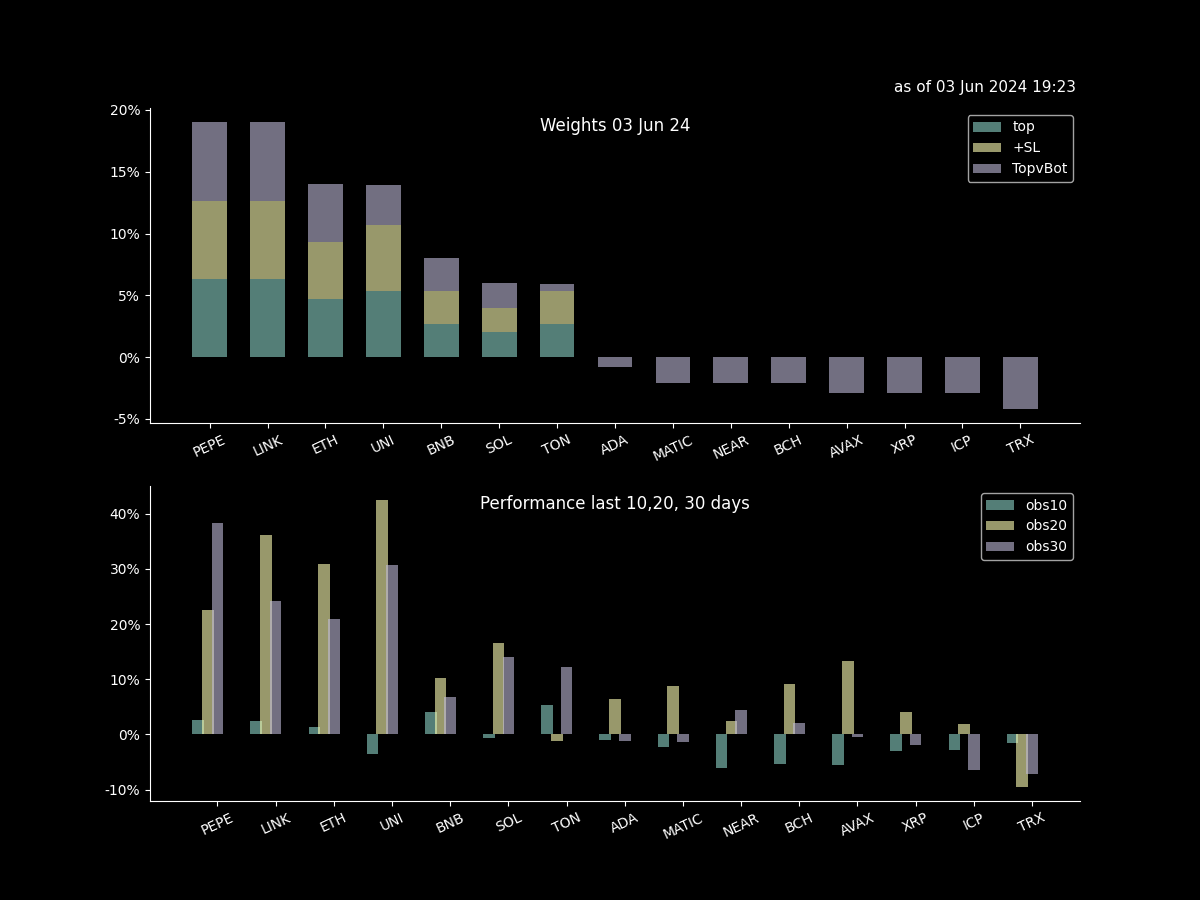 as of 03 Jun 2024 19:23
Weights 03 Jun 24
top
+SL
TopvBot
20%
15%
10%
5%
0%
-5%
PEPE LINK ETH UNI BNB SOL TON ADA MATIC NEAR BCH AVAX XRP ICP TRX
Performance last 10,20, 30 days
obs10
obs20
obs30
40%
30%
20%
10%
0%
-10%
PEPE LINK ETH UNI BNB SOL TON ADA MATIC NEAR BCH AVAX XRP ICP TRX